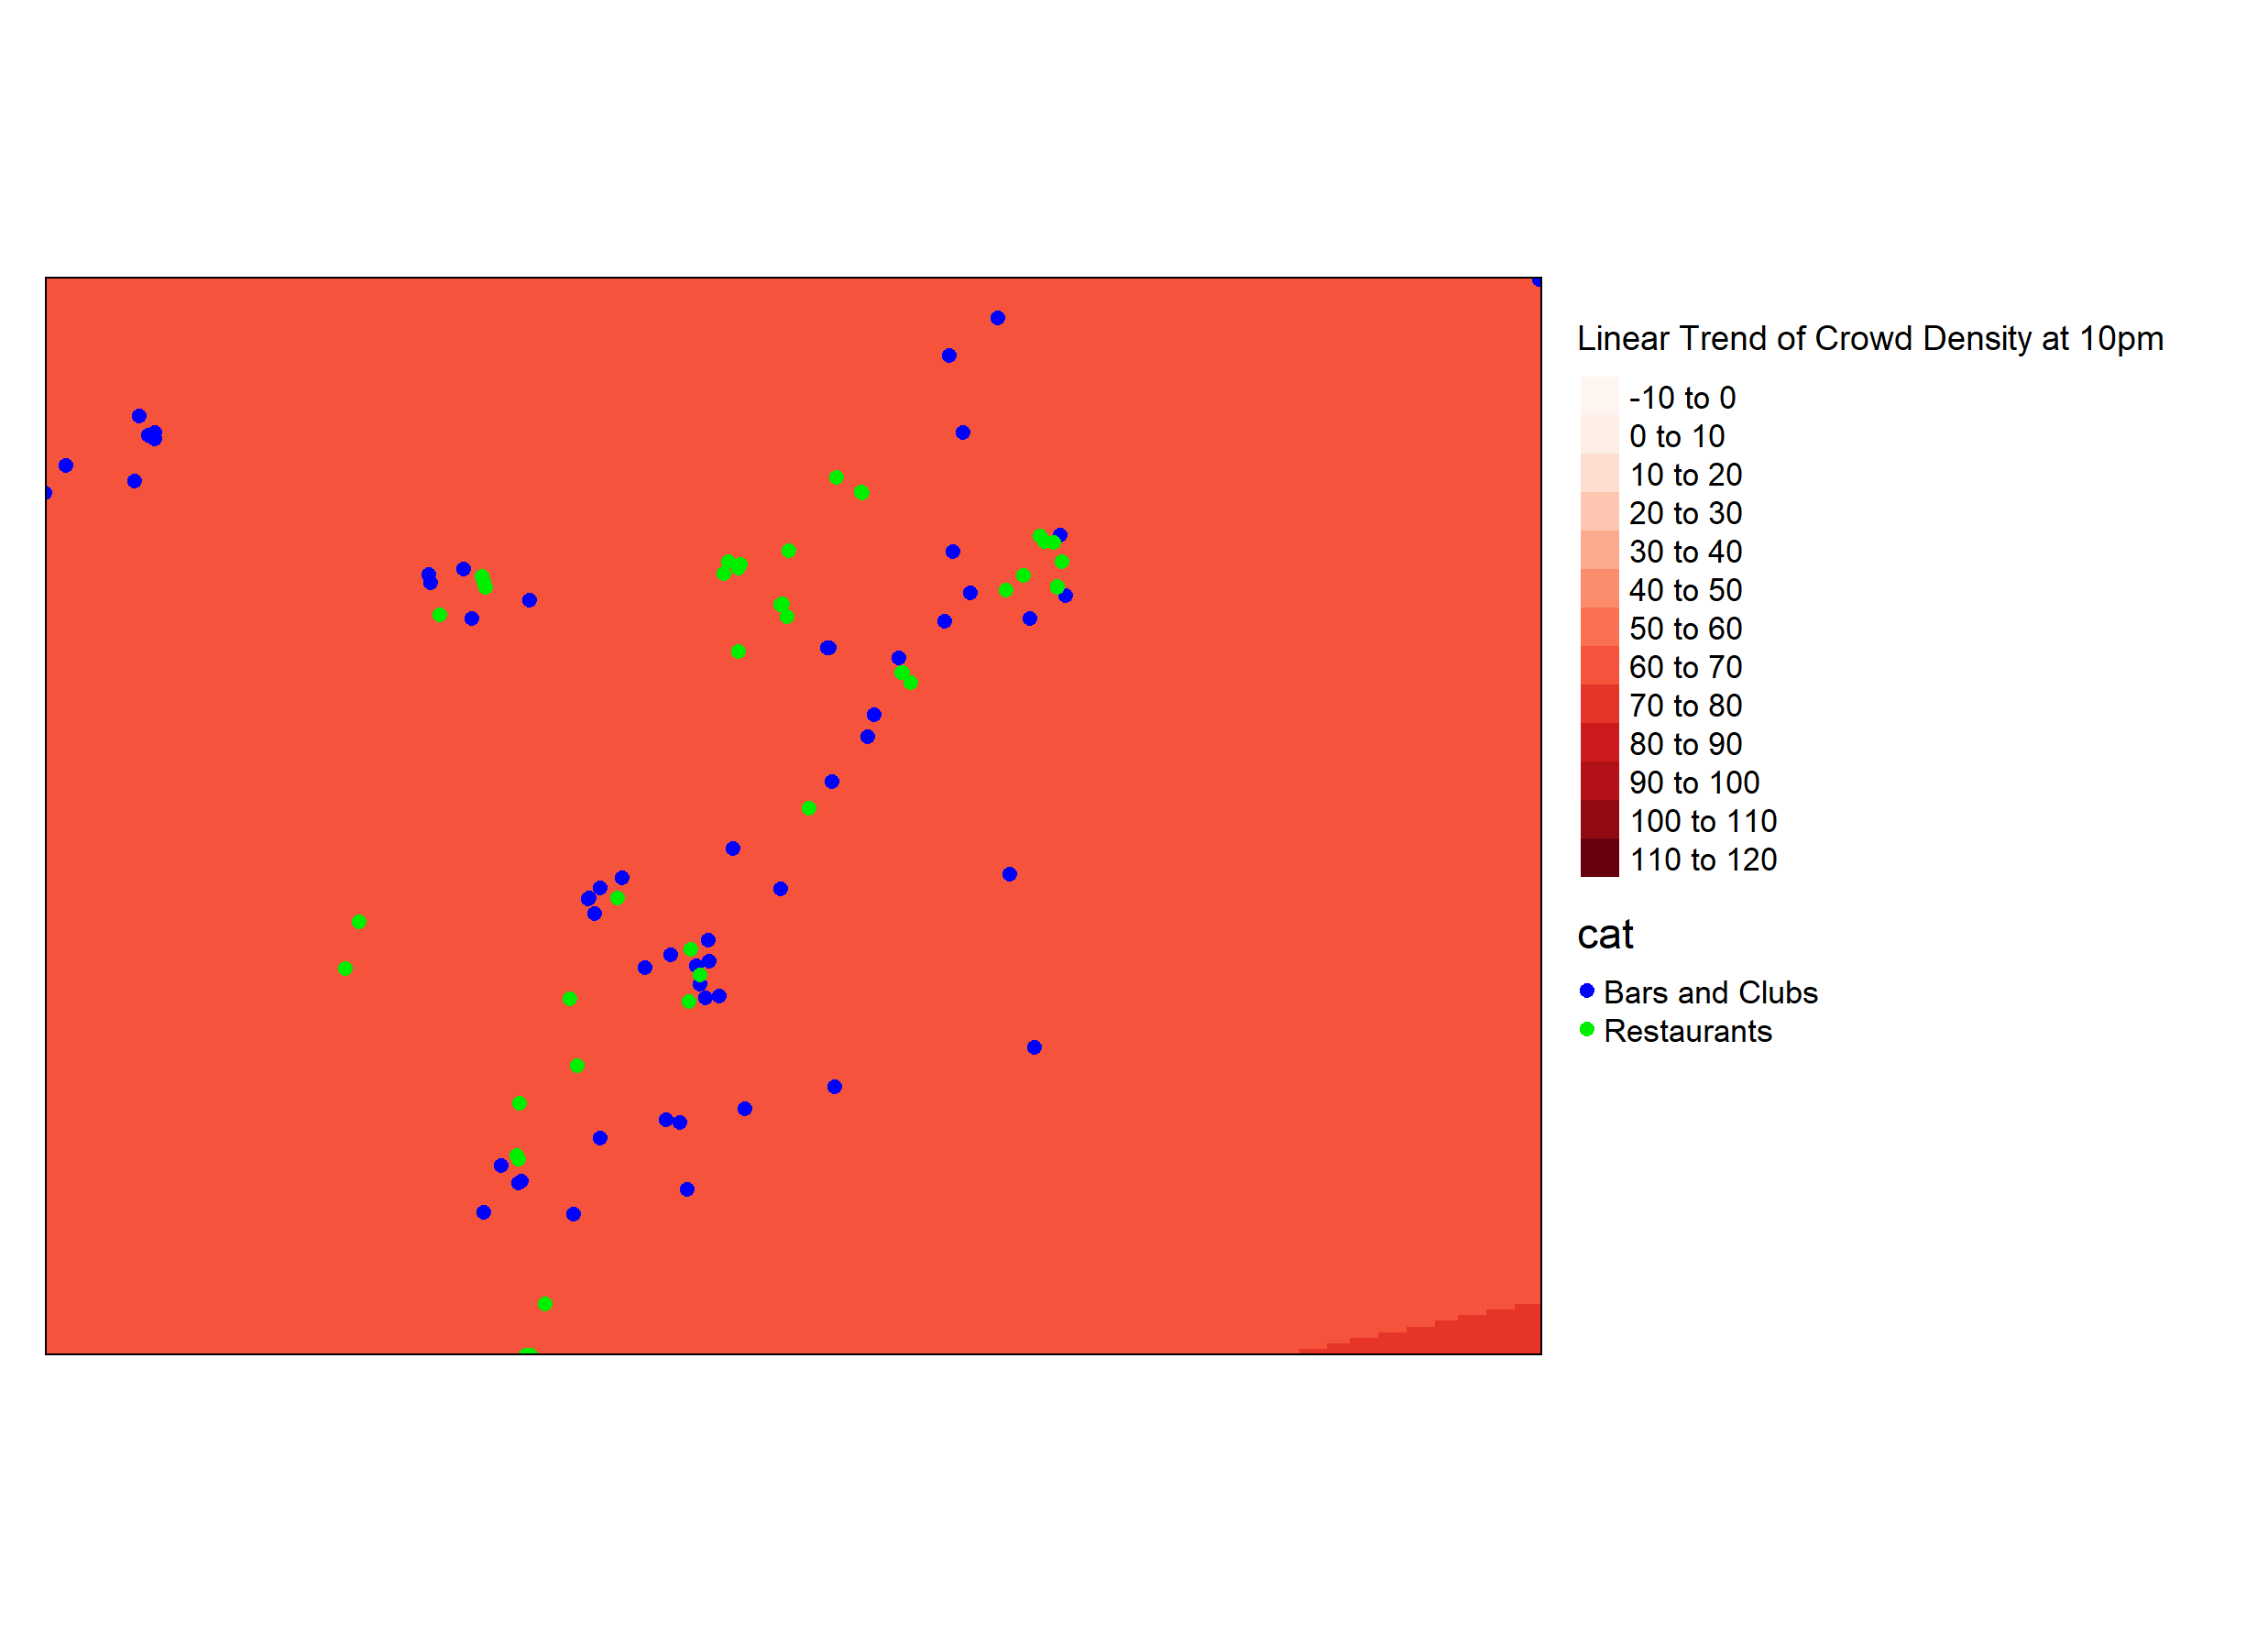 Linear Trend of Crowd Density at 10pm
-10 to 0
0 to 10
10 to 20
20 to 30
30 to 40
40 to 50
50 to 60
60 to 70
70 to 80
80 to 90
90 to 100
100 to 110
110 to 120
cat
Bars and Clubs
Restaurants